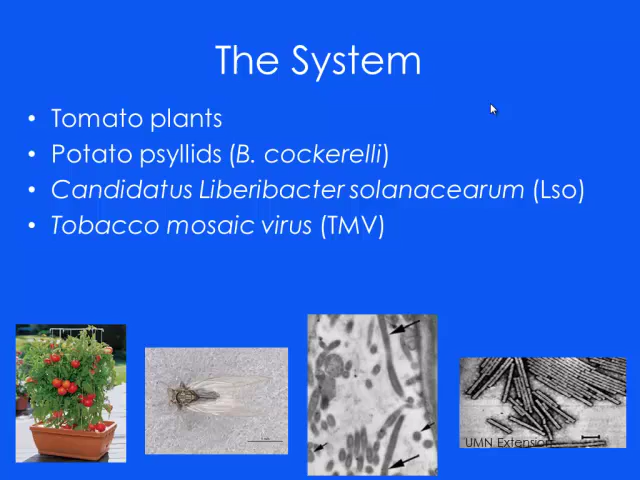 The System
• Tomato plants
• Potato psyllids (B. cockerelli)
• Candidatus Liberibacter solanacearum (Lso)
• Tobacco mosaic virus (TMV)
UMN Extension